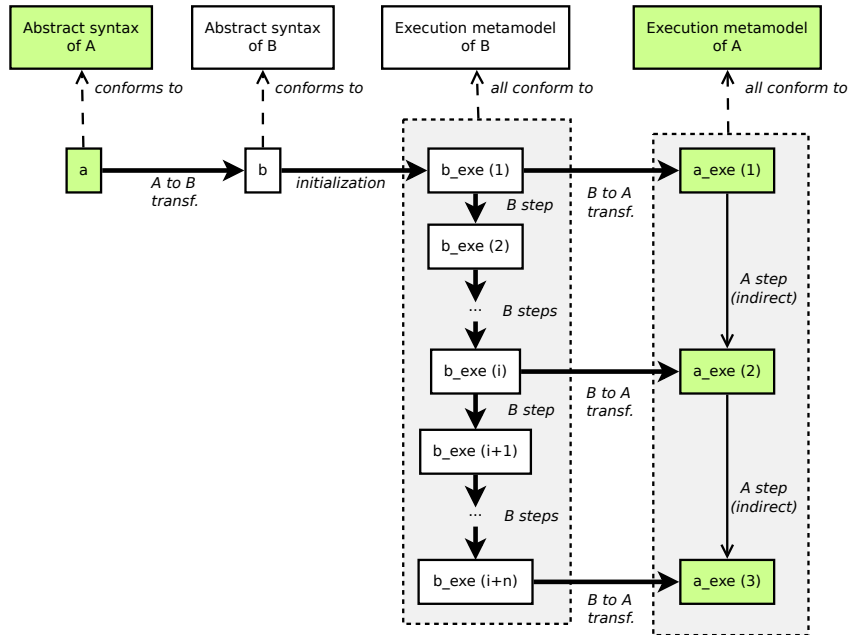 Abstract syntax
of A
Abstract syntax
of B
Execution metamodel
of B
Execution metamodel
of A
conforms to
conforms to
all conform to
all conform to
a
A to B
transf.
b
initialization
b_exe (1)
B to A
transf.
a_exe (1)
B step
b_exe (2)
...
B steps
A step
(indirect)
b_exe (i)
B to A
transf.
a_exe (2)
B step
b_exe (i+1)
...
B steps
A step
(indirect)
b_exe (i+n)
B to A
transf.
a_exe (3)